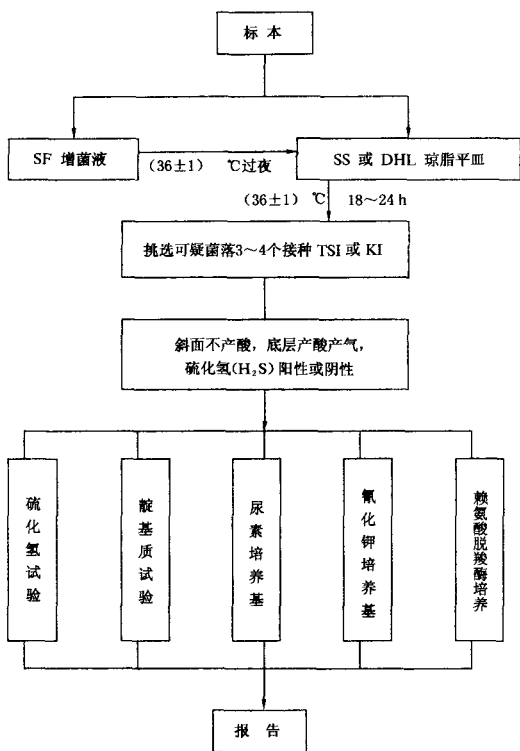 标本
SF 增菌液
(36±1) ℃过夜
SS 或 DHL 琼脂平皿
(36±1) ℃ 18~24 h
挑选可疑菌落3~4个接种 TSI 或 KI
斜面不产酸，底层产酸产气，
硫化氢(H₂S)阳性或阴性
硫化氢试验
靛基质试验
尿素培养基
氰化钾培养基
赖氨酸脱羧酶培养
报告